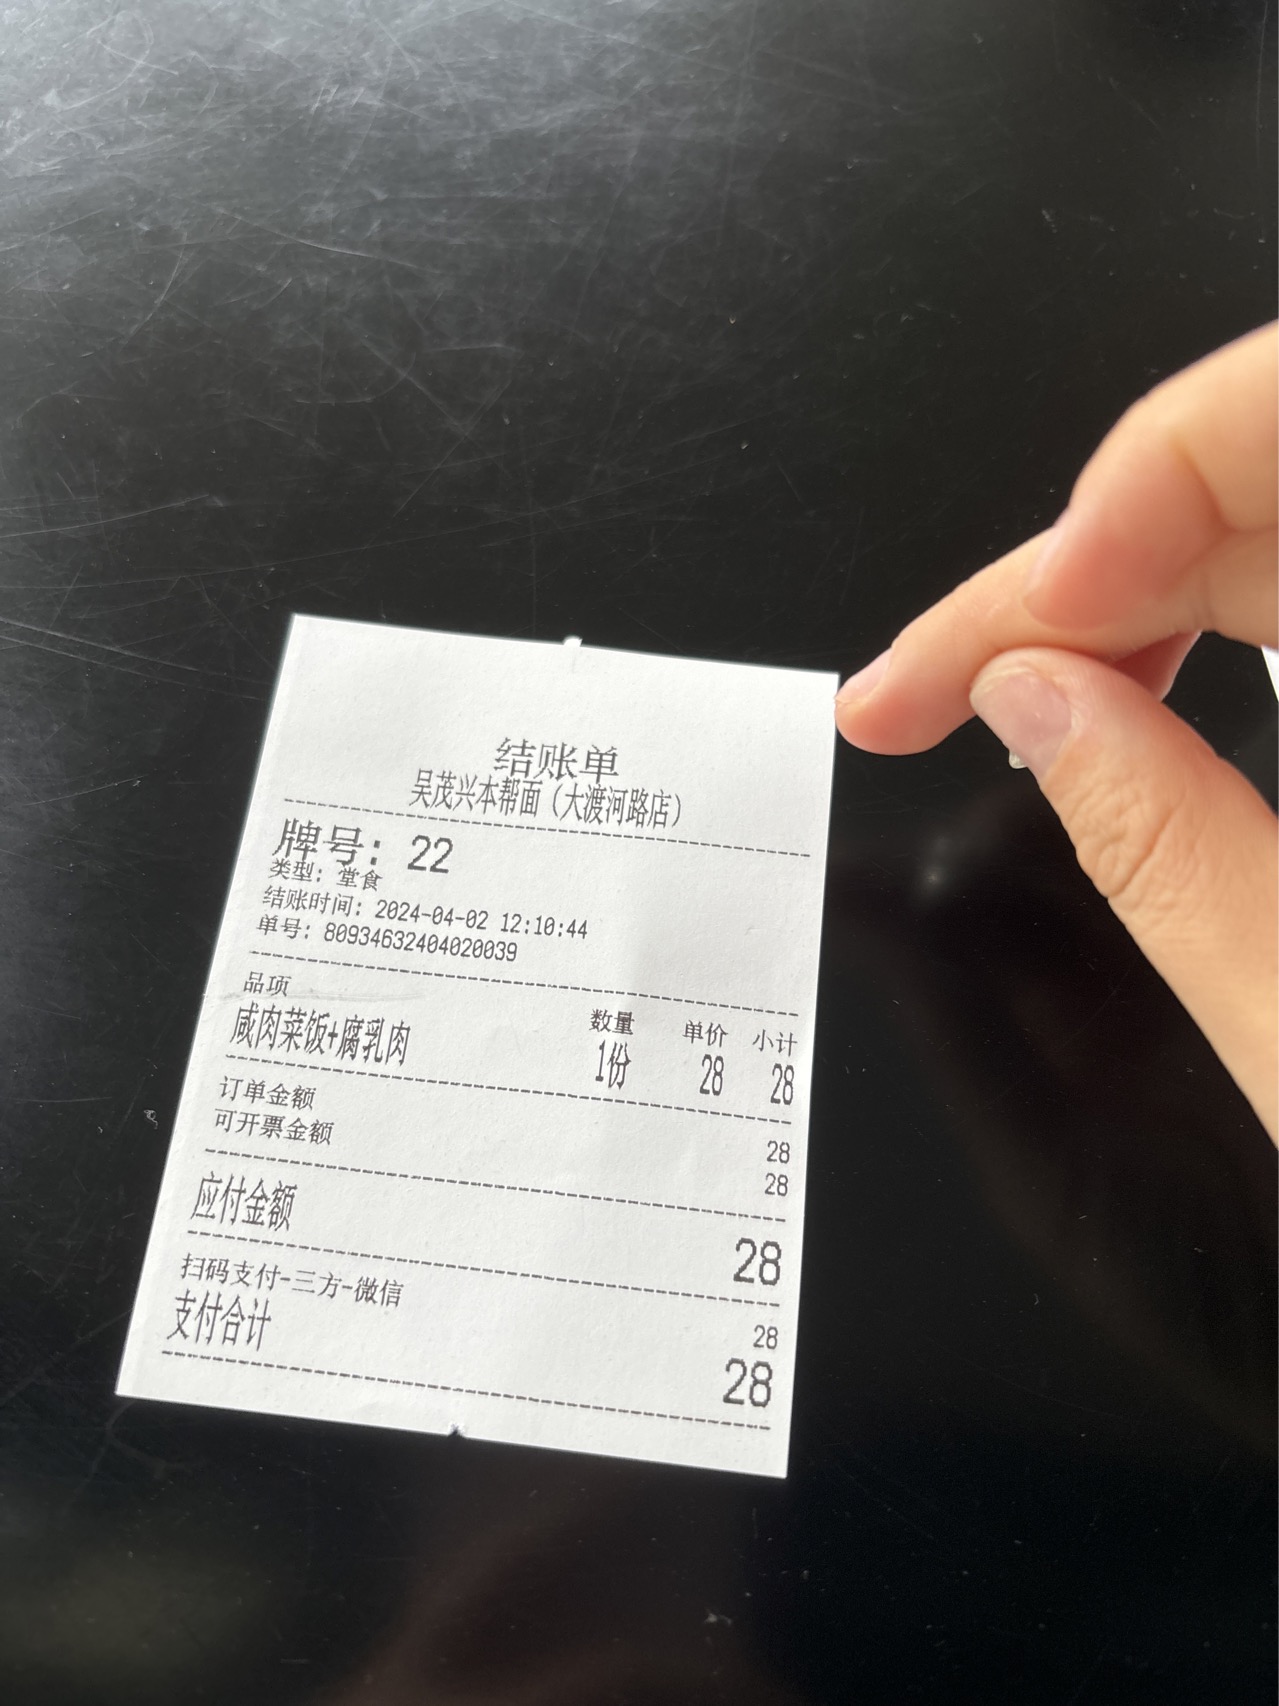 结账单
吴茂兴本帮面（大渡河路店）
牌号: 22
类型: 堂食
结账时间: 2024-04-02 12:10:44
单号: 80934632404020039
品项 数量 单价 小计
咸肉菜饭+腐乳肉 1份 28 28
订单金额 28
可开票金额 28
应付金额 28
扫码支付-三方-微信 28
支付合计 28